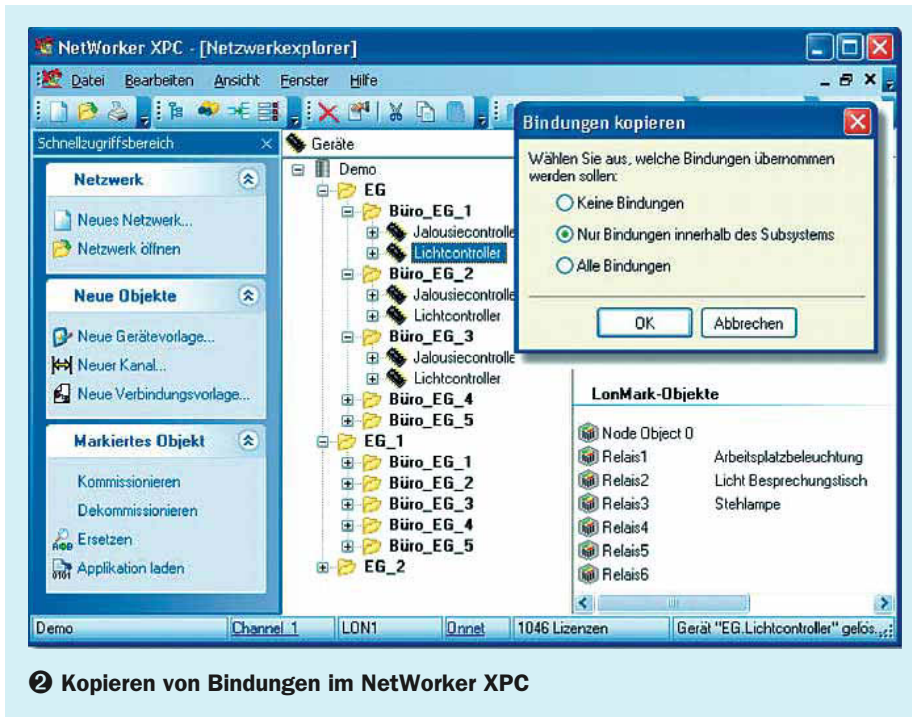 NetWorker XPC - [Netzwerkexplorer]
Datei Bearbeiten Ansicht Fenster Hilfe
Schnellzugriffsbereich
Netzwerk
Neues Netzwerk...
Netzwerk öffnen
Neue Objekte
Neue Gerätevorlage...
Neuer Kanal...
Neue Verbindungsvorlage...
Markiertes Objekt
Kommissionieren
Dekommissionieren
Ersetzen
Applikation laden
Geräte
Demo
EG
Büro_EG_1
Jalousiecontrolle
Lichtcontroller
Büro_EG_2
Jalousiecontrolle
Lichtcontroller
Büro_EG_3
Jalousiecontrolle
Lichtcontroller
Büro_EG_4
Büro_EG_5
EG_1
Büro_EG_1
Büro_EG_2
Büro_EG_3
Büro_EG_4
Büro_EG_5
EG_2
Bindungen kopieren
Wählen Sie aus, welche Bindungen übernommen
werden sollen:
Keine Bindungen
Nur Bindungen innerhalb des Subsystems
Alle Bindungen
OK Abbrechen
LonMark-Objekte
Node Object 0
Relais1 Arbeitsplatzbeleuchtung
Relais2 Licht Besprechungstisch
Relais3 Stehlampe
Relais4
Relais5
Relais6
Demo Channel 1 LON1 Onnet 1046 Lizenzen Gerät "EG.Lichtcontroller" gelös...
❷ Kopieren von Bindungen im NetWorker XPC